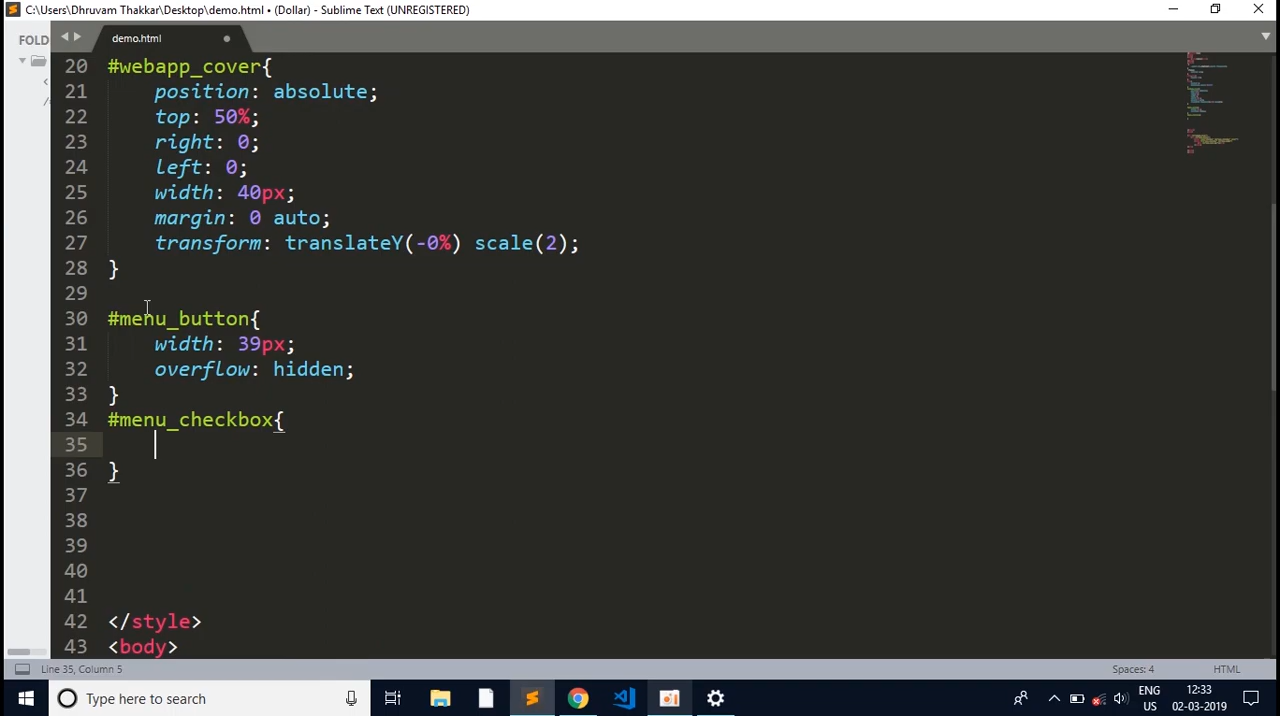 C:\Users\Dhruvam Thakkar\Desktop\demo.html • (Dollar) - Sublime Text (UNREGISTERED)
FOLD
demo.html
20 #webapp_cover{
21 position: absolute;
22 top: 50%;
23 right: 0;
24 left: 0;
25 width: 40px;
26 margin: 0 auto;
27 transform: translateY(-0%) scale(2);
28 }
29
30 #menu_button{
31 width: 39px;
32 overflow: hidden;
33 }
34 #menu_checkbox{
35
36 }
37
38
39
40
41
42 </style>
43 <body>
Line 35, Column 5
Spaces: 4
HTML
Type here to search
ENG
US
12:33
02-03-2019